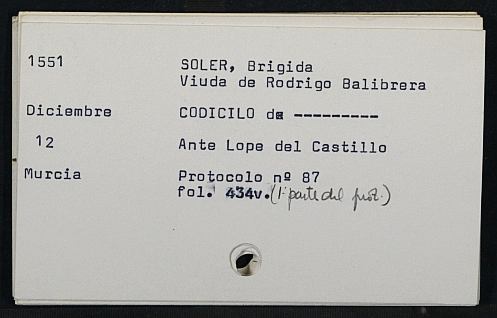 1551 SOLER, Brigida
Viuda de Rodrigo Balibrera
Diciembre CODICILO de ---------
12 Ante Lope del Castillo
Murcia Protocolo nº 87
fol. 434v. (1ª parte del prot.)